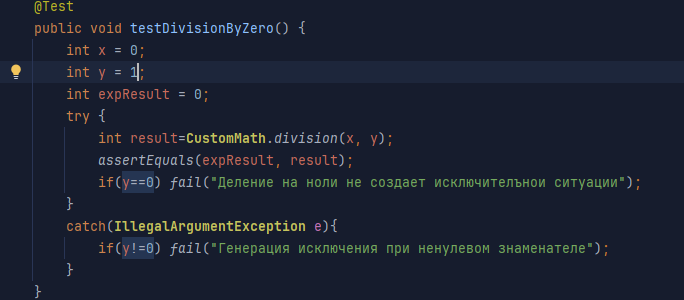 @Test
public void testDivisionByZero() {
int x = 0;
int y = 1;
int expResult = 0;
try {
int result=CustomMath.division(x, y);
assertEquals(expResult, result);
if(y==0) fail("Деление на ноли не создает исключителънои ситуации");
}
catch(IllegalArgumentException e){
if(y!=0) fail("Генерация исключения при ненулевом знаменателе");
}
}